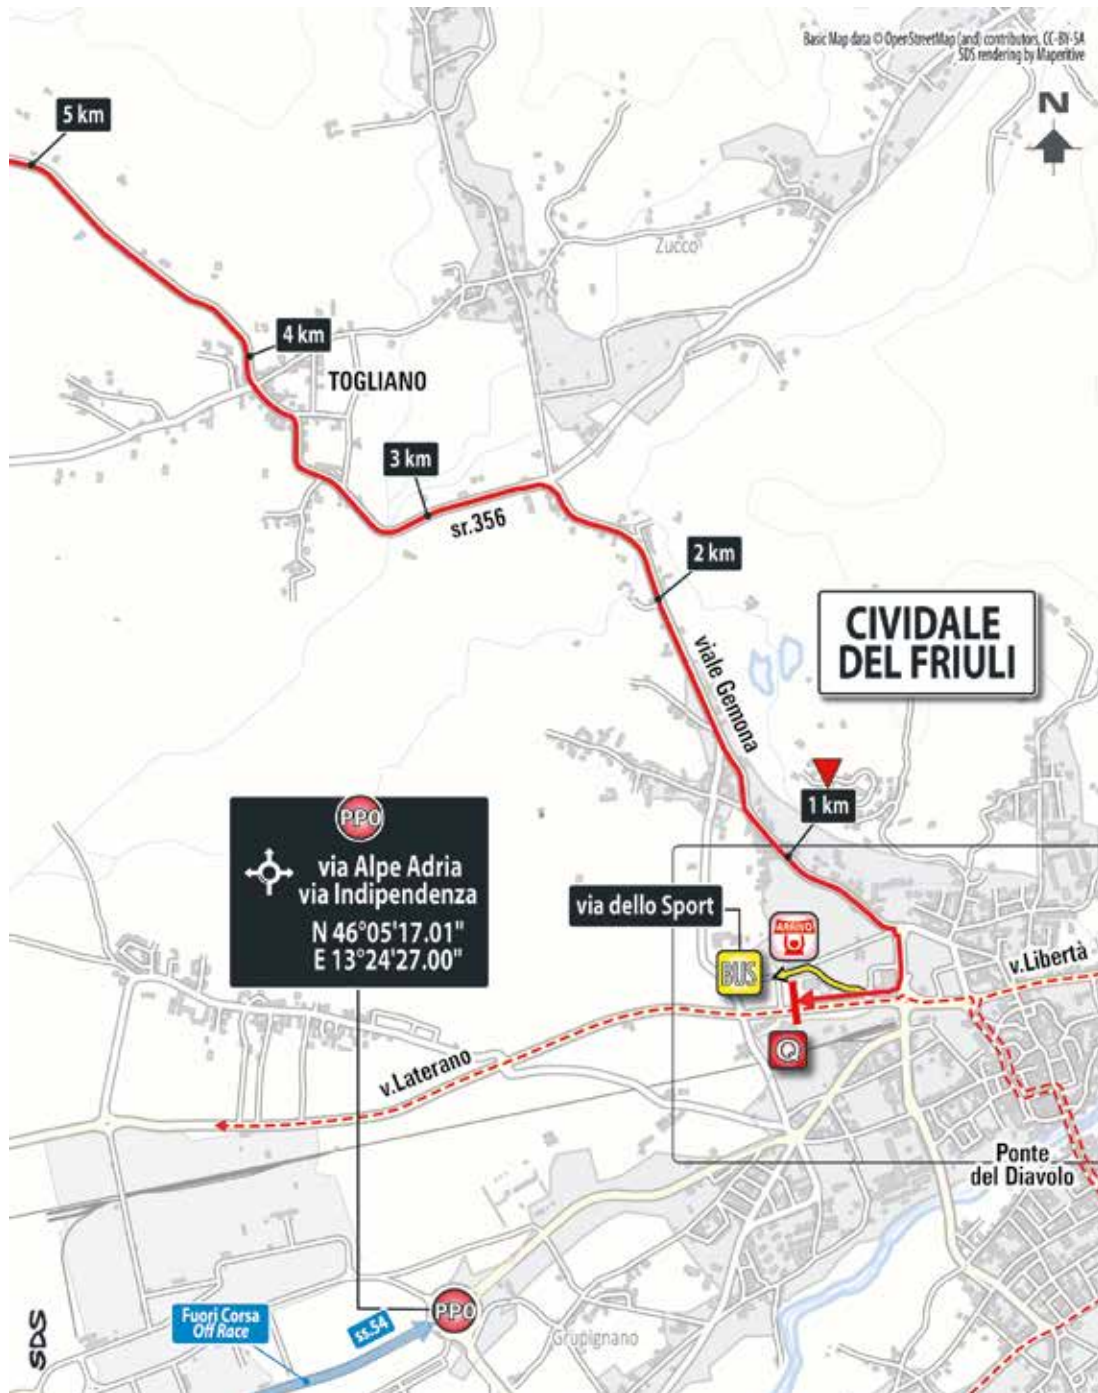 Basic Map data © OpenStreetMap (and) contributors, CC-BY-SA
SDS rendering by Maperitive
N
5 km
Zucco
4 km
TOGLIANO
3 km
sr.356
2 km
CIVIDALE
DEL FRIULI
viale Gemona
1 km
PPO
via Alpe Adria
via Indipendenza
N 46°05'17.01"
E 13°24'27.00"
via dello Sport
ARRIVO
BUS
v.Libertà
Q
v.Laterano
Ponte
del Diavolo
PPO
Fuori Corsa
Off Race
ss.54
Grupignano
SDS